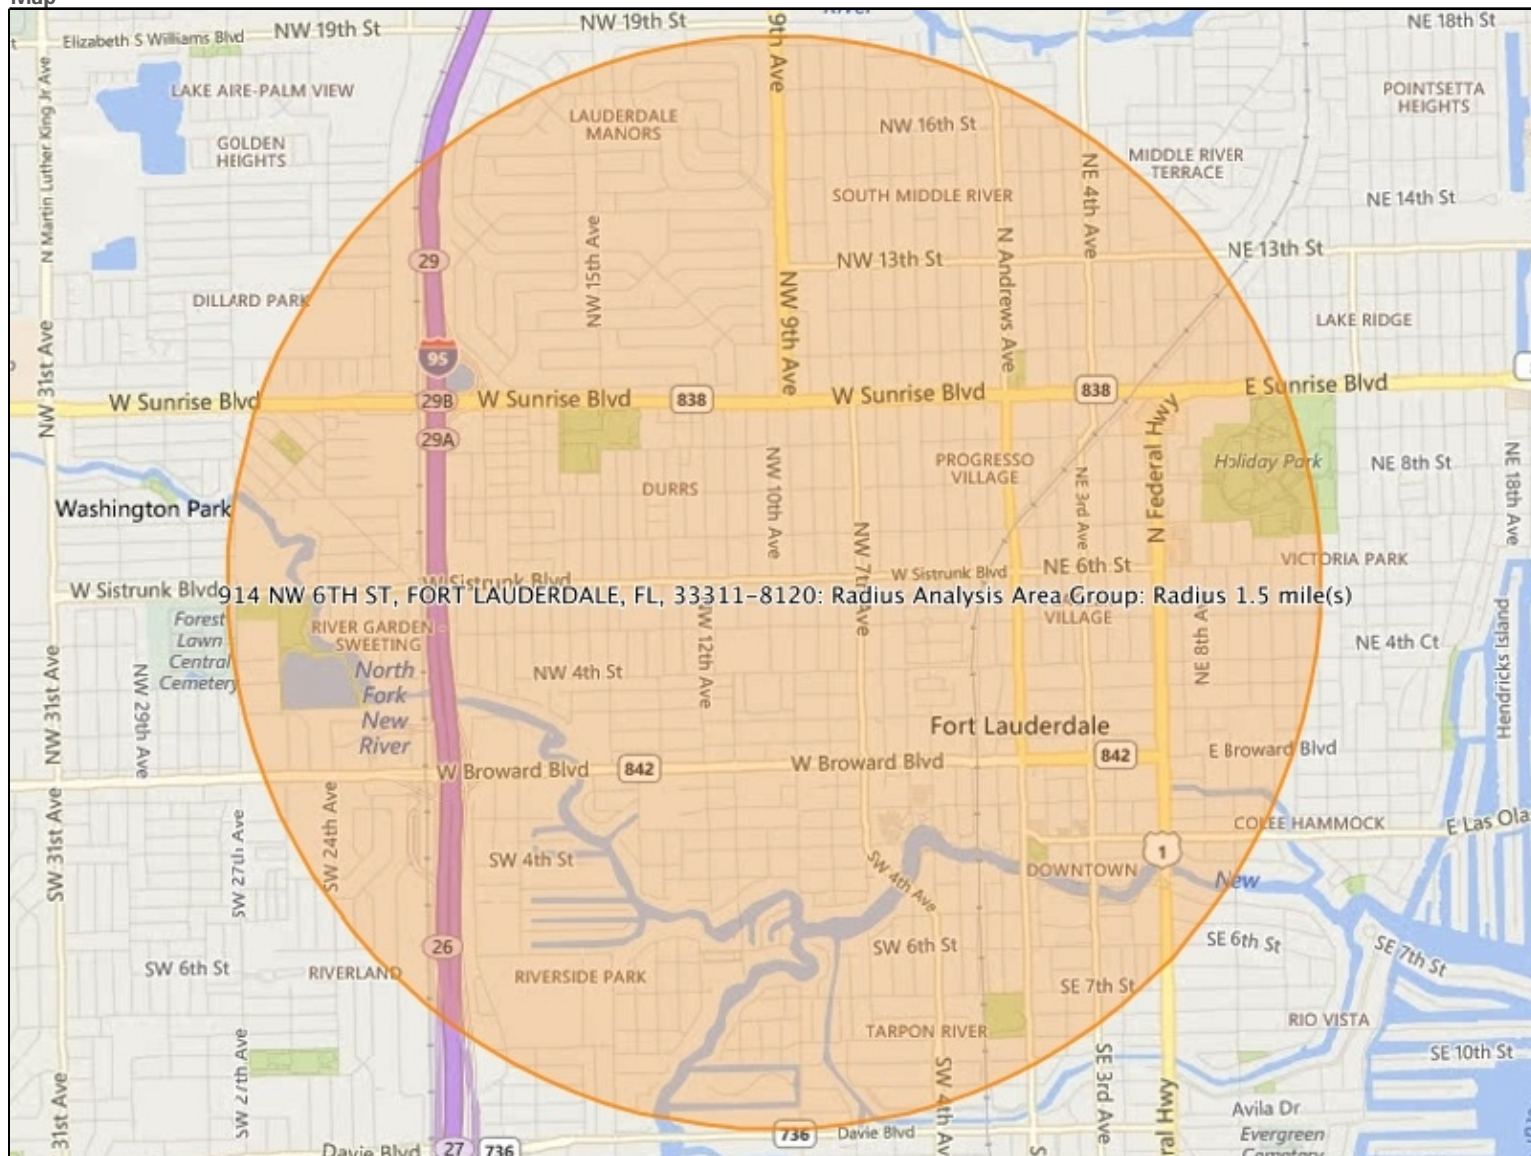 Map
River
Elizabeth S Williams Blvd
NW 19th St
NW 19th St
9th Ave
NE 18th St
LAKE AIRE-PALM VIEW
GOLDEN
HEIGHTS
N Martin Luther King Jr Ave
LAUDERDALE
MANORS
NW 16th St
POINTSETTA
HEIGHTS
MIDDLE RIVER
TERRACE
SOUTH MIDDLE RIVER
NE 4th Ave
NE 14th St
29
NW 15th Ave
NW 13th St
N Andrews Ave
NE 13th St
DILLARD PARK
NW 9th Ave
LAKE RIDGE
NW 31st Ave
95
W Sunrise Blvd
29B
W Sunrise Blvd
838
W Sunrise Blvd
838
E Sunrise Blvd
29A
N Federal Hwy
PROGRESSO
VILLAGE
Holiday Park
NE 8th St
NE 18th Ave
DURRS
NW 10th Ave
NE 3rd Ave
Washington Park
NW 7th Ave
VICTORIA PARK
W Sistrunk Blvd
W Sistrunk Blvd
W Sistrunk Blvd
NE 6th St
914 NW 6TH ST, FORT LAUDERDALE, FL, 33311-8120: Radius Analysis Area Group: Radius 1.5 mile(s)
Forest
Lawn
Central
Cemetery
RIVER GARDEN -
SWEETING
NW 12th Ave
VILLAGE
NE 8th Av
NE 4th Ct
Hendricks Island
North
Fork
New
River
NW 4th St
NW 29th Ave
NW 31st Ave
Fort Lauderdale
W Broward Blvd
842
W Broward Blvd
842
E Broward Blvd
SW 31st Ave
SW 27th Ave
SW 24th Ave
COLEE HAMMOCK
E Las Ola
SW 4th St
SW 4th Ave
DOWNTOWN
1
New
26
SW 6th St
RIVERLAND
RIVERSIDE PARK
SW 6th St
SE 6th St
SE 7th St
SE 7th St
TARPON RIVER
RIO VISTA
SE 10th St
31st Ave
SW 27th Ave
SW 4th Av
SE 3rd Ave
ral Hwy
Avila Dr
Evergreen
Cemetery
Davie Blvd
27
736
736
Davie Blvd
S